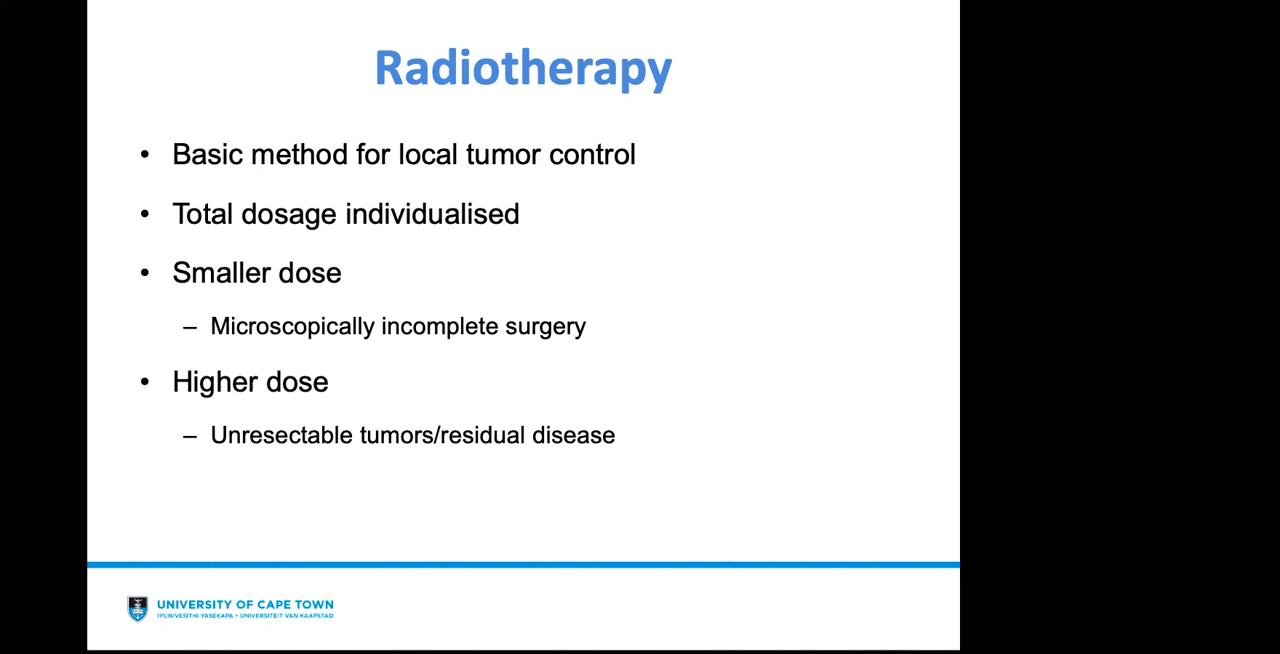 Radiotherapy
• Basic method for local tumor control
• Total dosage individualised
• Smaller dose
– Microscopically incomplete surgery
• Higher dose
– Unresectable tumors/residual disease
UNIVERSITY OF CAPE TOWN
IYUNIVESITHI YASEKAPA • UNIVERSITEIT VAN KAAPSTAD